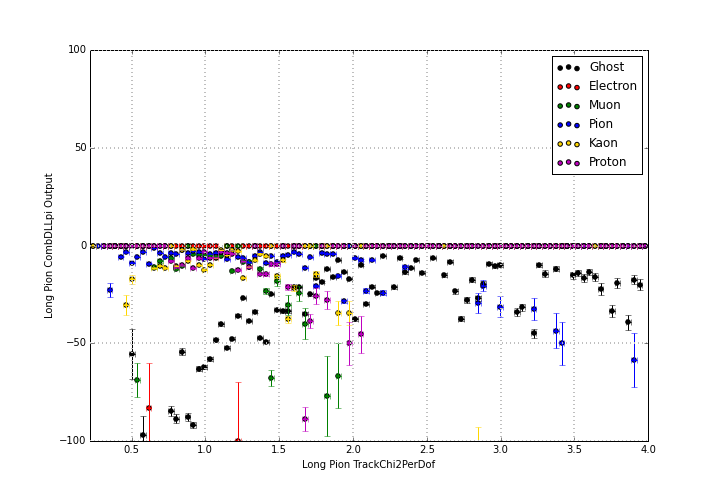 100
50
0
−50
−100
Long Pion CombDLLpi Output
Ghost
Electron
Muon
Pion
Kaon
Proton
0.5 1.0 1.5 2.0 2.5 3.0 3.5 4.0
Long Pion TrackChi2PerDof